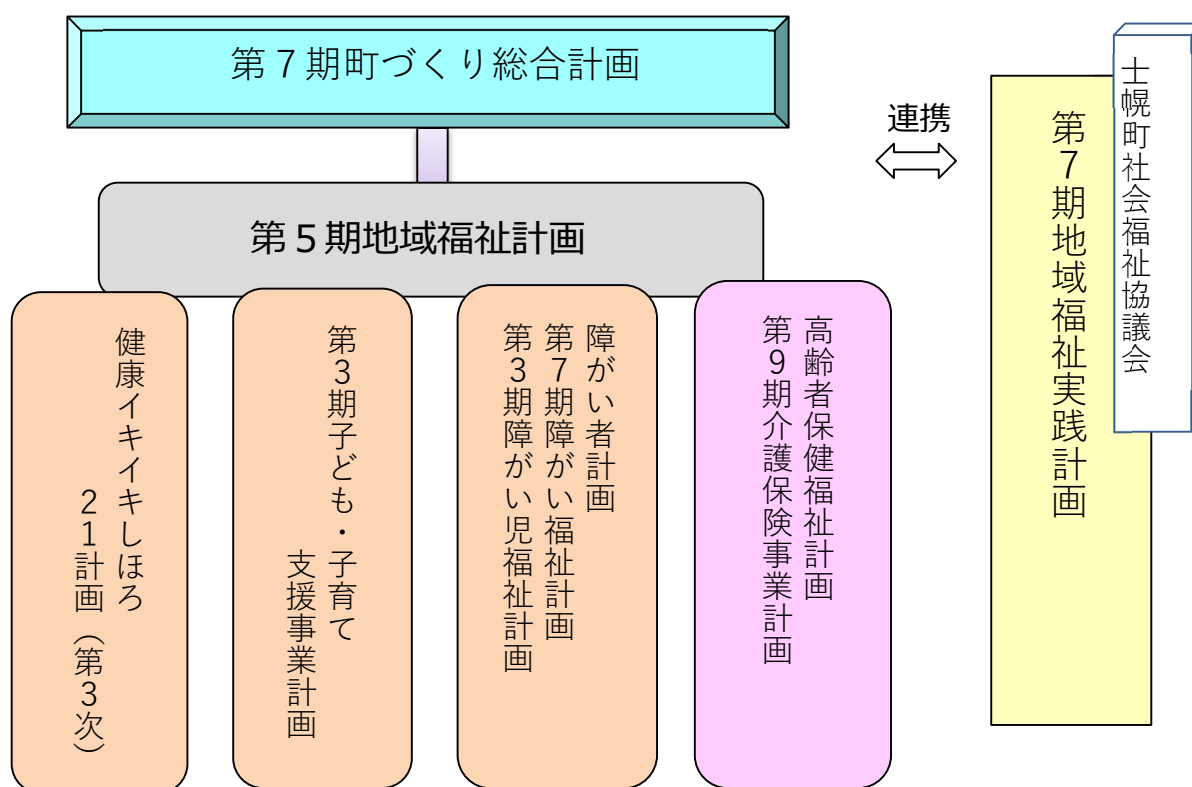 第７期町づくり総合計画
連携
第５期地域福祉計画
健康イキイキしほろ
２１計画（第３次）
第３期子ども・子育て
支援事業計画
障がい者計画
第７期障がい福祉計画
第３期障がい児福祉計画
高齢者保健福祉計画
第９期介護保険事業計画
第７期地域福祉実践計画
士幌町社会福祉協議会